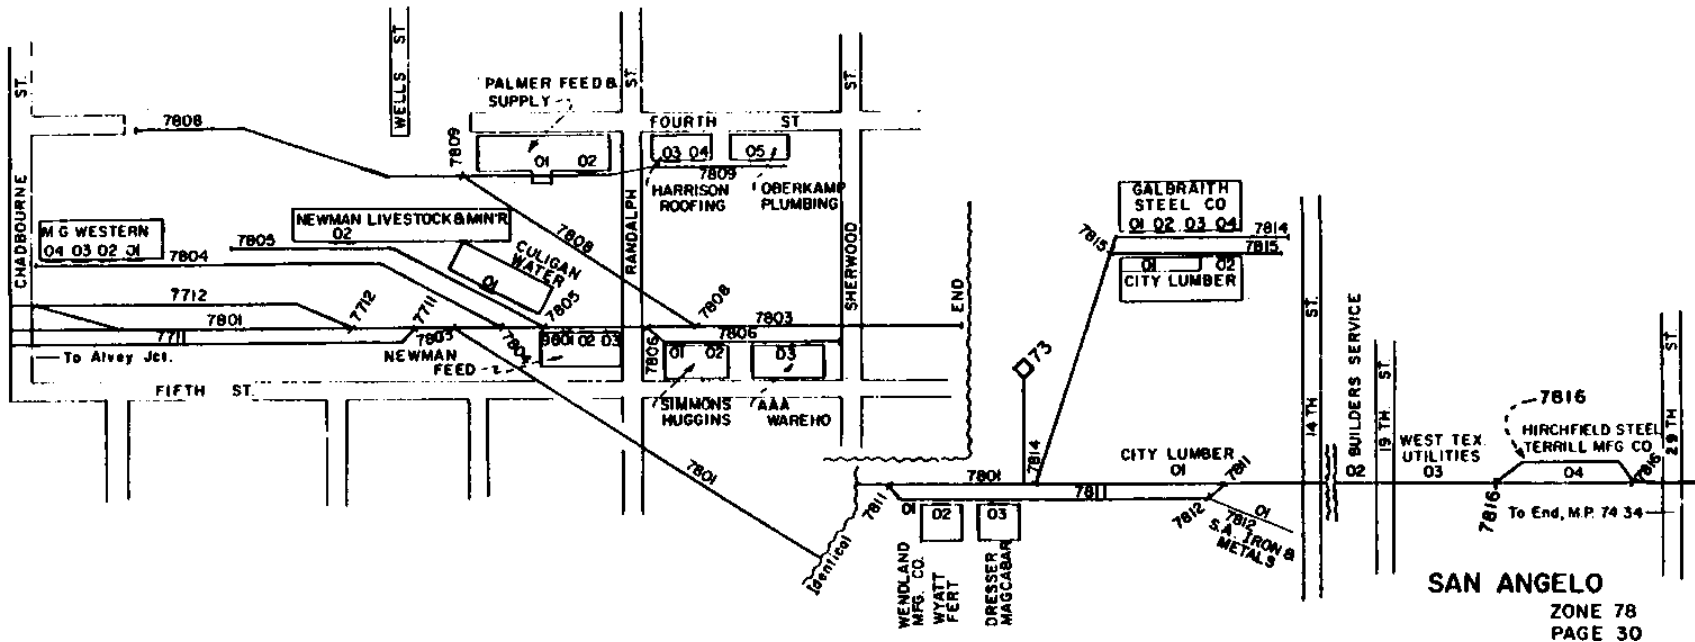 WELLS ST
ST.
CHADBOURNE
PALMER FEED &
SUPPLY
ST.
RANDALPH
ST.
SHERWOOD
7808
7809
FOURTH ST
01 02
03 04
05
7809
HARRISON
ROOFING
OBERKAMP
PLUMBING
M G WESTERN
04 03 02 01
7804
7805
NEWMAN LIVESTOCK & MIN'R
02
CULIGAN
WATER
01
7808
7805
7808
7712
7801
7711
7712
7711
7803
7804
To Alvey Jct.
NEWMAN
FEED
9801 02 03
7803
7806
7806
01 02
03
SIMMONS
HUGGINS
AAA
WAREHO
FIFTH ST.
7801
END
Identical
GALBRAITH
STEEL CO
01 02 03 04
7814
7815
7815
01 02
CITY LUMBER
73
7814
7801
CITY LUMBER
01
7811
7811
7811
01
02
03
7812
7812
01
S.A. IRON &
METALS
WENDLAND
MFG. CO.
WYATT
FERT
DRESSER
MAGCABAR
14 TH ST.
BUILDERS SERVICE
02
19 TH ST.
WEST TEX.
UTILITIES
03
7816
HIRCHFIELD STEEL
TERRILL MFG CO.
04
7816
7816
29 TH ST.
To End, M.P. 74 34
SAN ANGELO
ZONE 78
PAGE 30